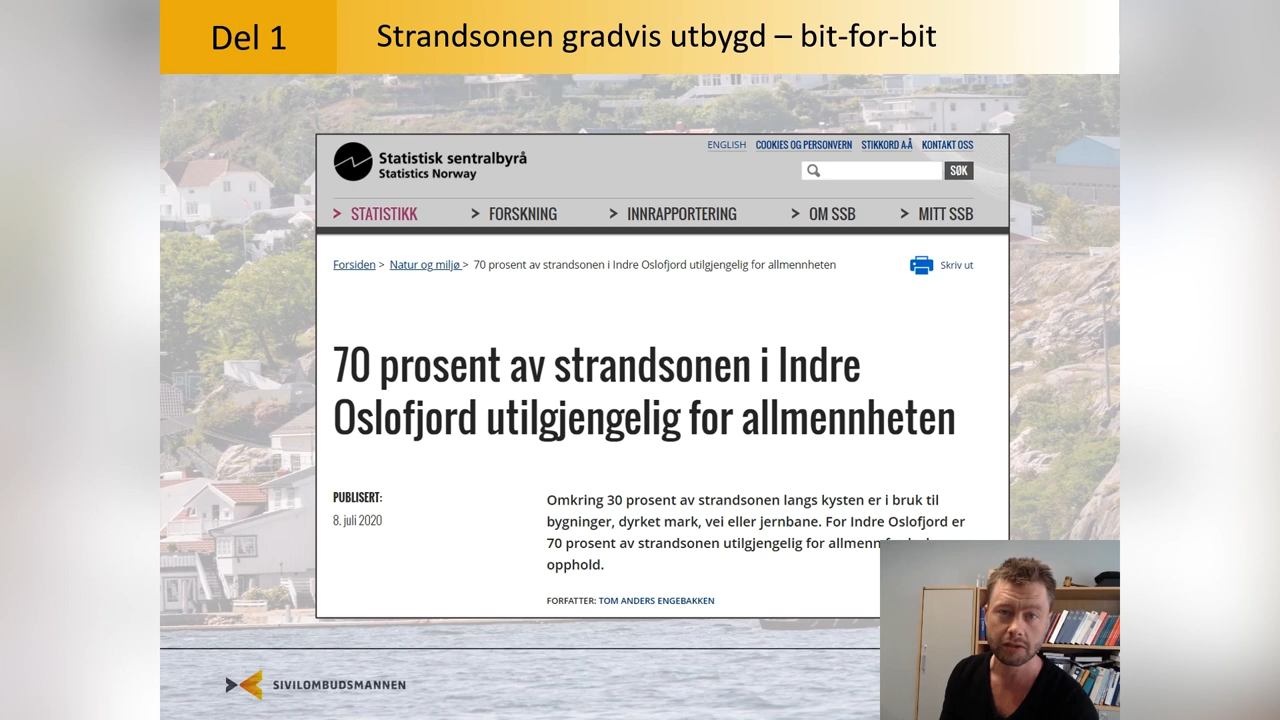 Del 1
Strandsonen gradvis utbygd – bit-for-bit
Statistisk sentralbyrå
Statistics Norway
ENGLISH COOKIES OG PERSONVERN STIKKORD A-Å KONTAKT OSS
SØK
> STATISTIKK > FORSKNING > INNRAPPORTERING > OM SSB > MITT SSB
Forsiden > Natur og miljø > 70 prosent av strandsonen i Indre Oslofjord utilgjengelig for allmennheten
Skriv ut
70 prosent av strandsonen i Indre
Oslofjord utilgjengelig for allmennheten
PUBLISERT:
8. juli 2020
Omkring 30 prosent av strandsonen langs kysten er i bruk til
bygninger, dyrket mark, vei eller jernbane. For Indre Oslofjord er
70 prosent av strandsonen utilgjengelig for
opphold.
FORFATTER: TOM ANDERS ENGEBAKKEN
SIVILOMBUDSMANNEN